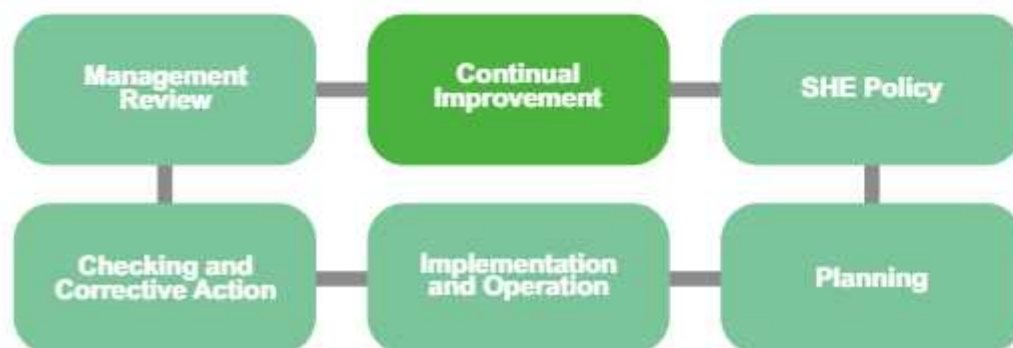 Management
Review
Continual
Improvement
SHE Policy
Checking and
Corrective Action
Implementation
and Operation
Planning